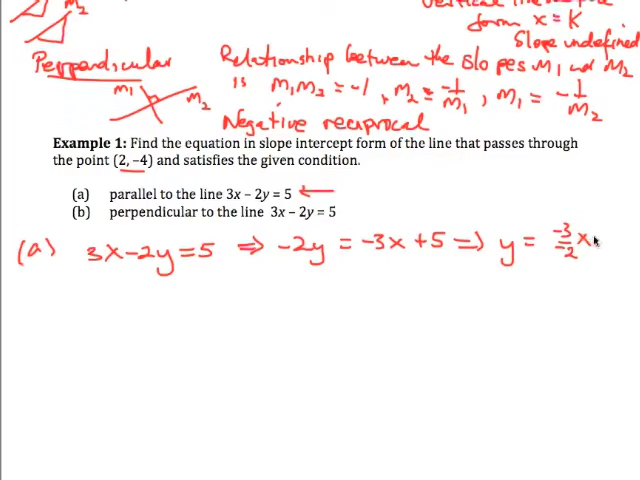 m₂
form x = K
Slope undefined
Perpendicular
Relationship between the slopes m₁ and m₂
m₁
m₂
is m₁m₂ = -1, m₂ = -1/m₁, m₁ = -1/m₂
Negative reciprocal
Example 1: Find the equation in slope intercept form of the line that passes through
the point (2, –4) and satisfies the given condition.
(a) parallel to the line 3x – 2y = 5 ←
(b) perpendicular to the line 3x – 2y = 5
(a) 3x-2y=5 ⇒ -2y = -3x+5 ⇒ y = -3/-2 x